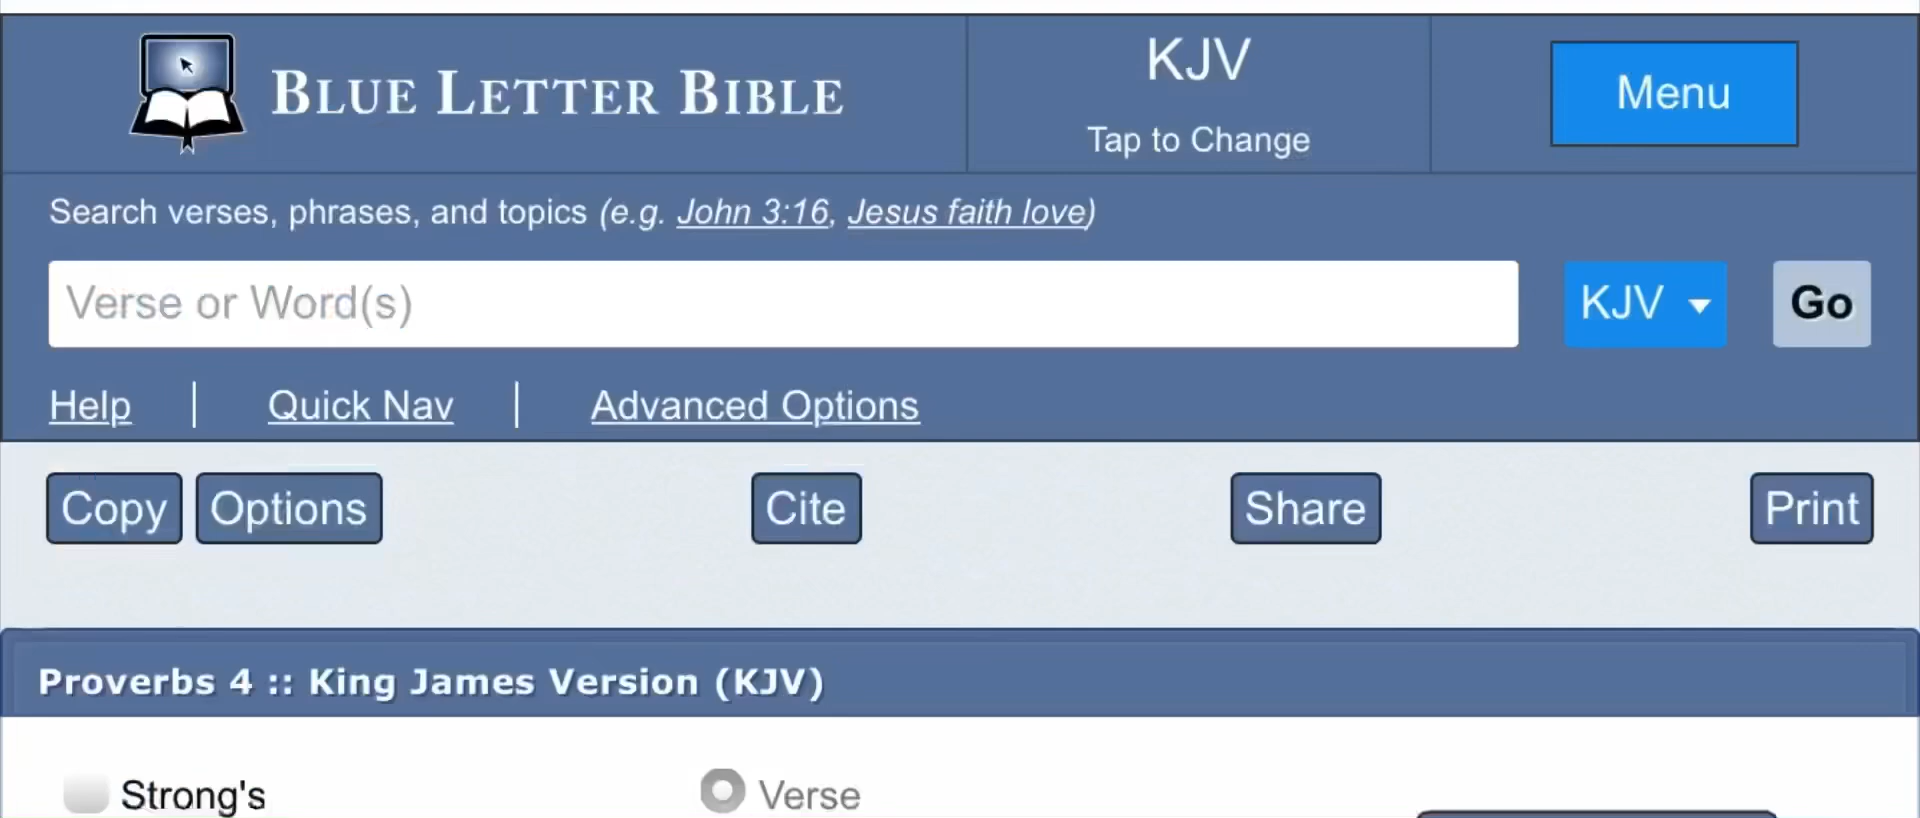 BLUE LETTER BIBLE
KJV
Tap to Change
Menu
Search verses, phrases, and topics (e.g. John 3:16, Jesus faith love)
Verse or Word(s)
KJV
Go
Help | Quick Nav | Advanced Options
Copy Options Cite Share Print
Proverbs 4 :: King James Version (KJV)
Strong's Verse